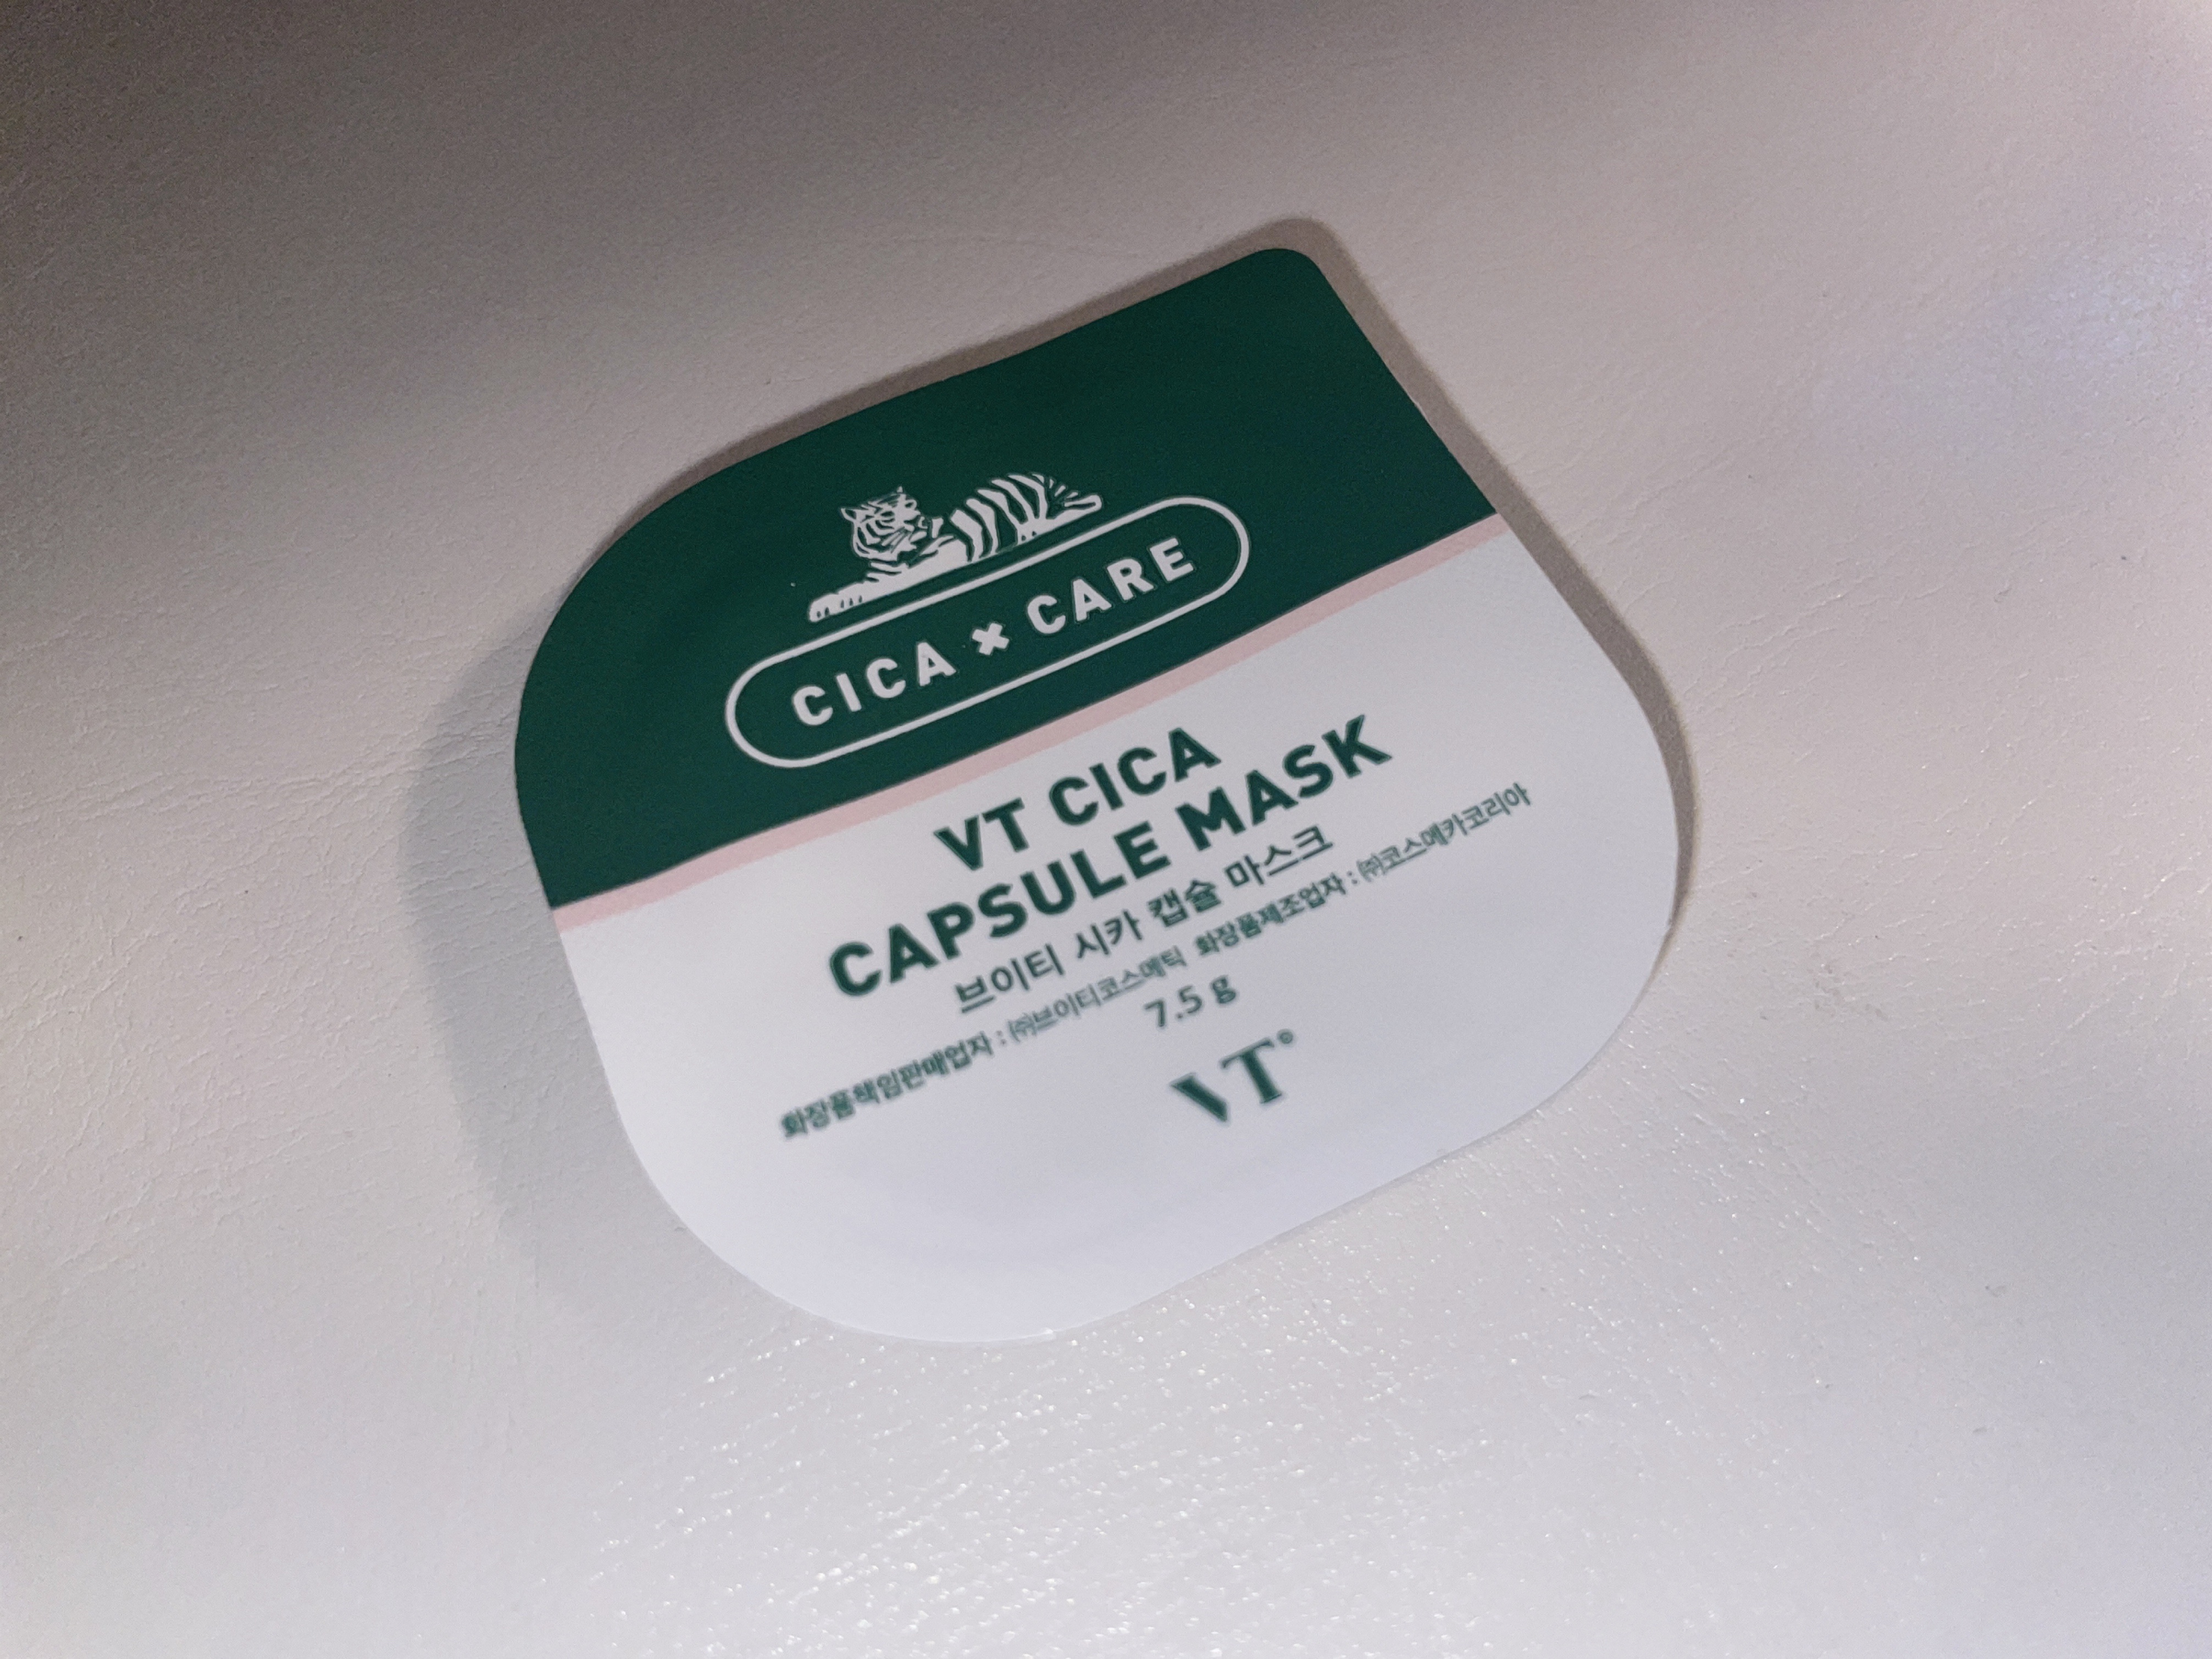 CICA × CARE
VT CICA
CAPSULE MASK
브이티 시카 캡슐 마스크
화장품책임판매업자 : ㈜브이티코스메틱 화장품제조업자 : ㈜코스메카코리아
7.5 g
VT®